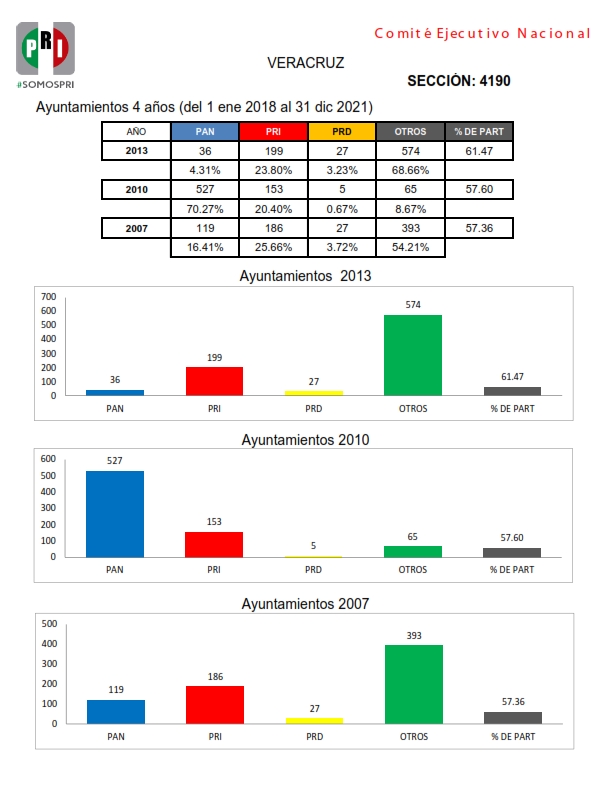 PRI
#SOMOSPRI
Comité Ejecutivo Nacional
VERACRUZ
SECCIÓN: 4190
Ayuntamientos 4 años (del 1 ene 2018 al 31 dic 2021)
AÑO PAN PRI PRD OTROS % DE PART
2013 36 199 27 574 61.47
4.31% 23.80% 3.23% 68.66%
2010 527 153 5 65 57.60
70.27% 20.40% 0.67% 8.67%
2007 119 186 27 393 57.36
16.41% 25.66% 3.72% 54.21%
Ayuntamientos 2013
700
600
500
400
300
200
100
0
36 199 27 574 61.47
PAN PRI PRD OTROS % DE PART
Ayuntamientos 2010
600
500
400
300
200
100
0
527 153 5 65 57.60
PAN PRI PRD OTROS % DE PART
Ayuntamientos 2007
500
400
300
200
100
0
119 186 27 393 57.36
PAN PRI PRD OTROS % DE PART